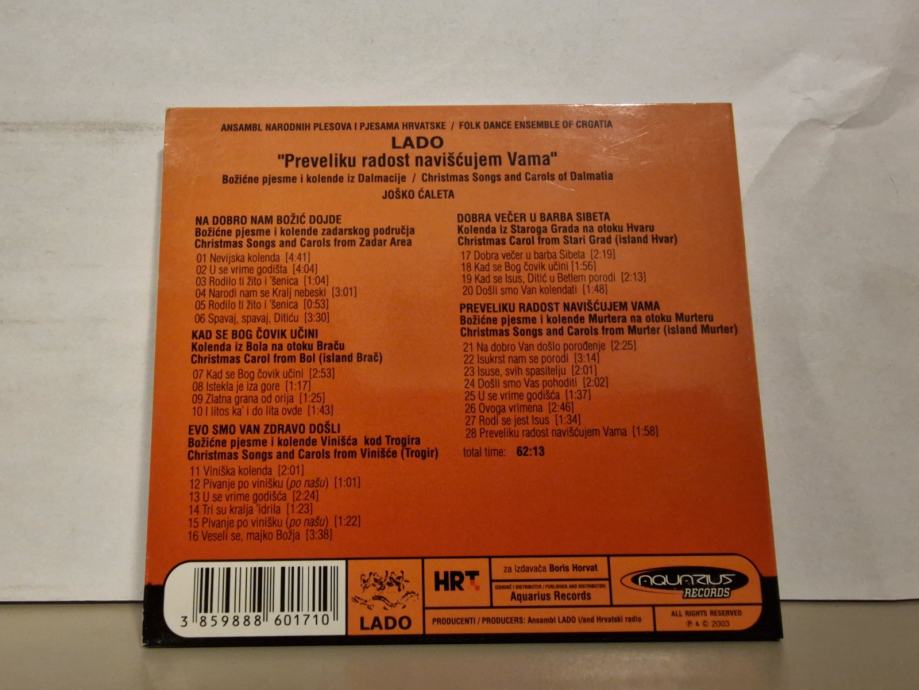 ANSAMBL NARODNIH PLESOVA I PJESAMA HRVATSKE / FOLK DANCE ENSEMBLE OF CROATIA
LADO
"Preveliku radost navišćujem Vama"
Božićne pjesme i kolende iz Dalmacije / Christmas Songs and Carols of Dalmatia
JOŠKO ĆALETA
NA DOBRO NAM BOŽIĆ DOJDE
Božićne pjesme i kolende zadarskog područja
Christmas Songs and Carols from Zadar Area
01 Nevijska kolenda [4:41]
02 U se vrime godišta [4:04]
03 Rodilo ti žito i 'šenica [1:04]
04 Narodi nam se Kralj nebeski [3:01]
05 Rodilo ti žito i 'šenica [0:53]
06 Spavaj, spavaj, Ditiću [3:30]
KAD SE BOG ČOVIK UČINI
Kolenda iz Bola na otoku Braču
Christmas Carol from Bol (island Brač)
07 Kad se Bog čovik učini [2:53]
08 Istekla je iza gore [1:17]
09 Zlatna grana od orija [1:25]
10 I litos ka' i do lita ovde [1:43]
EVO SMO VAN ZDRAVO DOŠLI
Božićne pjesme i kolende Vinišća kod Trogira
Christmas Songs and Carols from Vinišće (Trogir)
11 Viniška kolenda [2:01]
12 Pivanje po vinišku (po našu) [1:01]
13 U se vrime godišća [2:24]
14 Tri su kralja 'idrila [1:23]
15 Pivanje po vinišku (po našu) [1:22]
16 Veseli se, majko Božja [3:38]
DOBRA VEČER U BARBA SIBETA
Kolenda iz Staroga Grada na otoku Hvaru
Christmas Carol from Stari Grad (island Hvar)
17 Dobra večer u barba Sibeta [2:19]
18 Kad se Bog čovik učini [1:56]
19 Kad se Isus, Ditić u Betlem porodi [2:13]
20 Došli smo Van kolendati [1:48]
PREVELIKU RADOST NAVIŠĆUJEM VAMA
Božićne pjesme i kolende Murtera na otoku Murteru
Christmas Songs and Carols from Murter (island Murter)
21 Na dobro Van došlo porođenje [2:25]
22 Isukrst nam se porodi [3:14]
23 Isuse, svih spasitelju [2:01]
24 Došli smo Vas pohoditi [2:02]
25 U se vrime godišća [1:37]
26 Ovoga vrimena [2:46]
27 Rodi se jest Isus [1:34]
28 Preveliku radost navišćujem Vama [1:58]
total time: 62:13
3 859888 601710
LADO
HRT
za izdavača Boris Horvat
IZDAVAČ I DISTRIBUTER / PUBLISHER AND DISTRIBUTOR:
Aquarius Records
PRODUCENTI / PRODUCERS: Ansambl LADO i/and Hrvatski radio
AQUARIUS
RECORDS
ALL RIGHTS RESERVED
℗ & © 2003